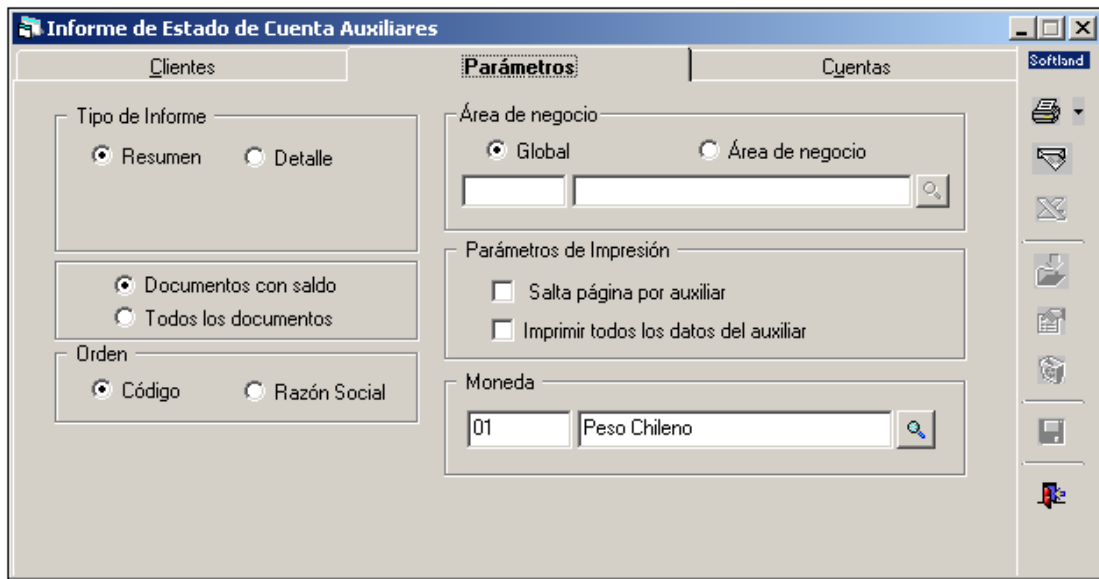 Informe de Estado de Cuenta Auxiliares
Clientes
Parámetros
Cuentas
Softland
Tipo de Informe
Resumen
Detalle
Documentos con saldo
Todos los documentos
Orden
Código
Razón Social
Área de negocio
Global
Área de negocio
Parámetros de Impresión
Salta página por auxiliar
Imprimir todos los datos del auxiliar
Moneda
01
Peso Chileno